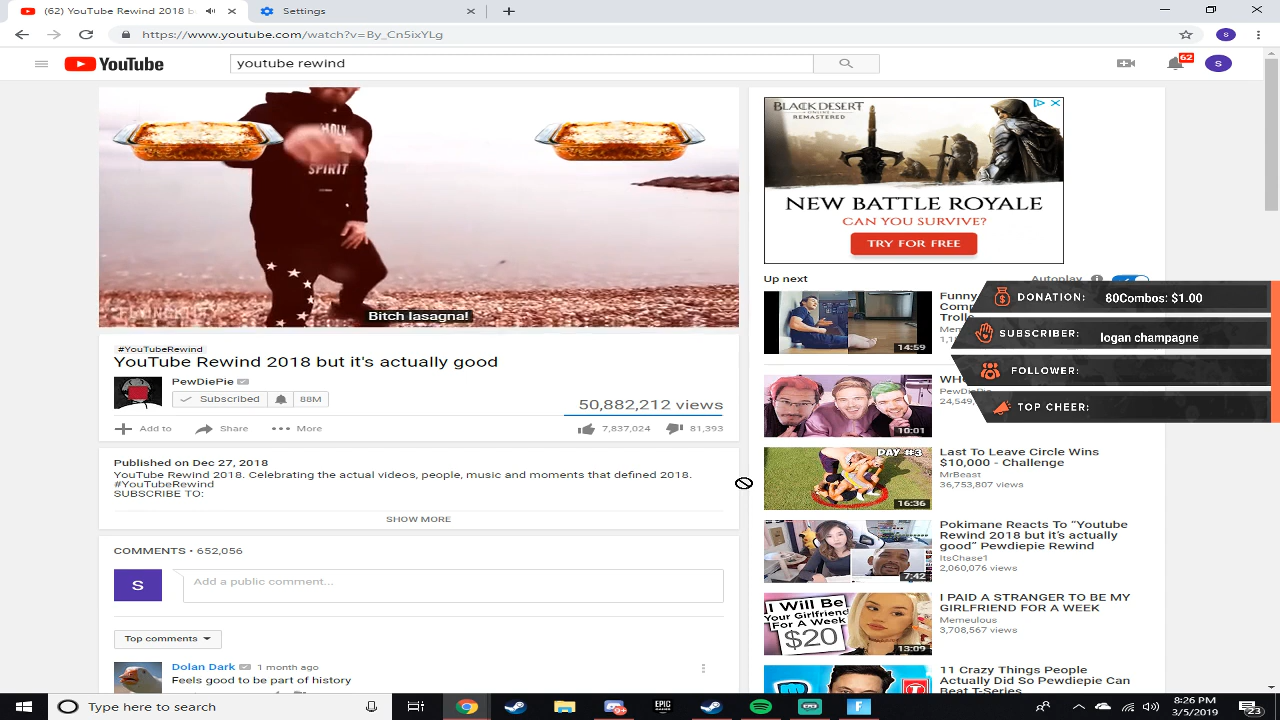 (62) YouTube Rewind 2018 b
Settings
https://www.youtube.com/watch?v=By_Cn5ixYLg
YouTube
youtube rewind
62
S
HOLY
SPIRIT
Bitch lasagna!
#YouTubeRewind
YouTube Rewind 2018 but it's actually good
PewDiePie
Subscribed 88M
50,882,212 views
Add to Share More 7,837,024 81,393
Published on Dec 27, 2018
YouTube Rewind 2018. Celebrating the actual videos, people, music and moments that defined 2018.
#YouTubeRewind
SUBSCRIBE TO:
SHOW MORE
COMMENTS • 652,056
S
Add a public comment...
Top comments
Dolan Dark 1 month ago
Feels good to be part of history
BLACK DESERT
ONLINE
REMASTERED
NEW BATTLE ROYALE
CAN YOU SURVIVE?
TRY FOR FREE
Up next
Autoplay
Funny
14:59
10:01
DONATION: 80Combos: $1.00
SUBSCRIBER: logan champagne
FOLLOWER:
TOP CHEER:
DAY #3
16:36
Last To Leave Circle Wins
$10,000 - Challenge
MrBeast
36,753,807 views
7:42
Pokimane Reacts To "Youtube
Rewind 2018 but it's actually
good" Pewdiepie Rewind
ItsChase1
2,060,076 views
I Will Be
Your Girlfriend
For A Week
$20
13:09
I PAID A STRANGER TO BE MY
GIRLFRIEND FOR A WEEK
Memeulous
3,708,567 views
11 Crazy Things People
Actually Did So Pewdiepie Can
Beat T-Series
Type here to search
EPIC
GAMES
8:26 PM
3/5/2019
23